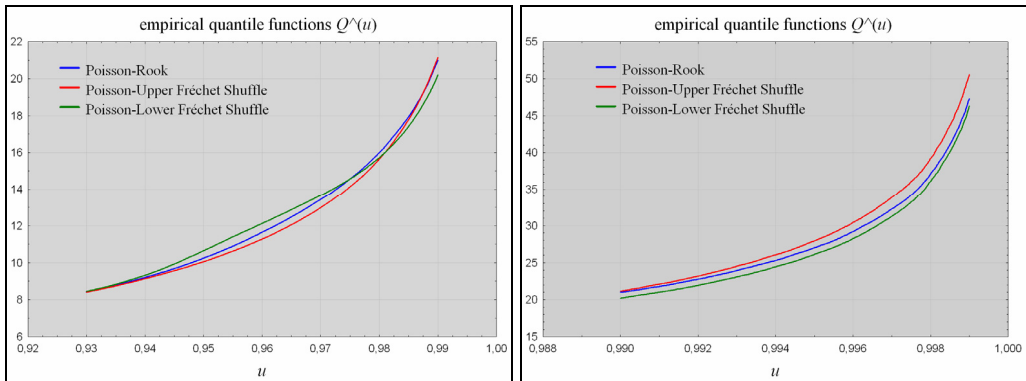 empirical quantile functions Q^(u)
22
20
18
16
14
12
10
8
6
Poisson-Rook
Poisson-Upper Fréchet Shuffle
Poisson-Lower Fréchet Shuffle
0,92 0,93 0,94 0,95 0,96 0,97 0,98 0,99 1,00
u
empirical quantile functions Q^(u)
55
50
45
40
35
30
25
20
15
Poisson-Rook
Poisson-Upper Fréchet Shuffle
Poisson-Lower Fréchet Shuffle
0,988 0,990 0,992 0,994 0,996 0,998 1,000
u